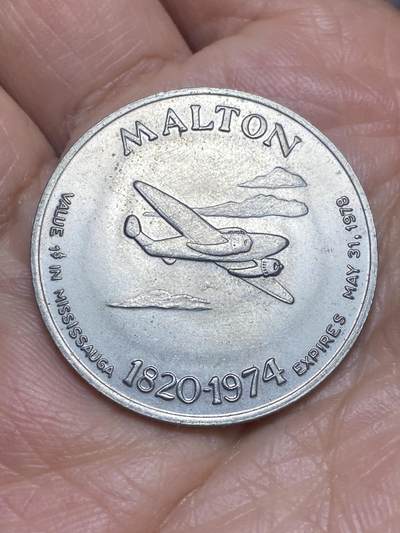 MALTON
VALUE $1 IN MISSISSAUGA
1820-1974
EXPIRES MAY 31, 1978